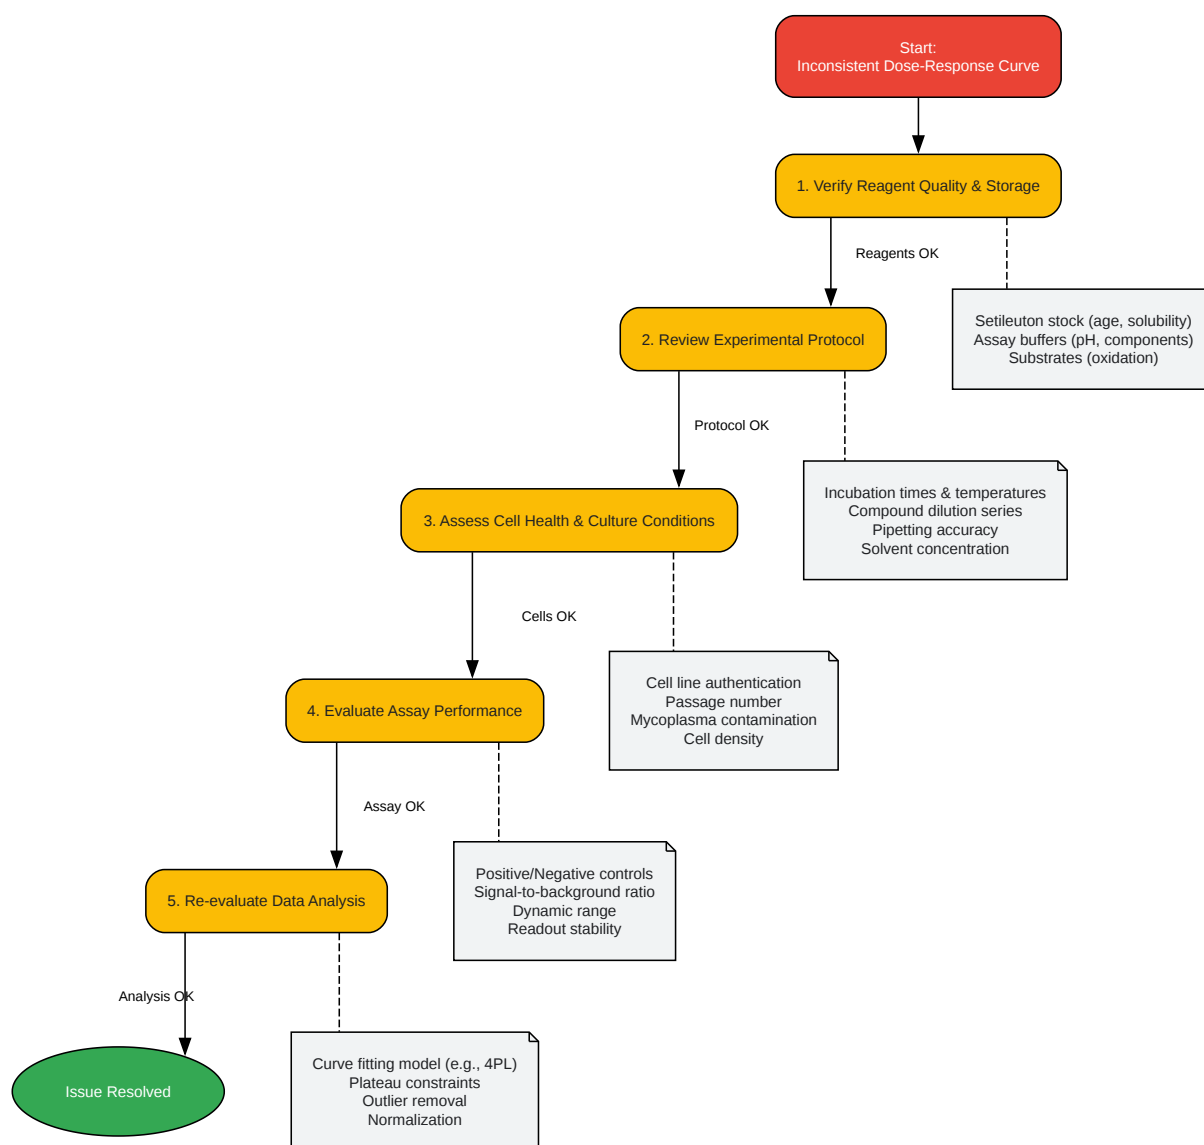 Start:
Inconsistent Dose-Response Curve
1. Verify Reagent Quality & Storage
Reagents OK
Setileuton stock (age, solubility)
Assay buffers (pH, components)
Substrates (oxidation)
2. Review Experimental Protocol
Protocol OK
Incubation times & temperatures
Compound dilution series
Pipetting accuracy
Solvent concentration
3. Assess Cell Health & Culture Conditions
Cells OK
Cell line authentication
Passage number
Mycoplasma contamination
Cell density
4. Evaluate Assay Performance
Assay OK
Positive/Negative controls
Signal-to-background ratio
Dynamic range
Readout stability
5. Re-evaluate Data Analysis
Analysis OK
Curve fitting model (e.g., 4PL)
Plateau constraints
Outlier removal
Normalization
Issue Resolved